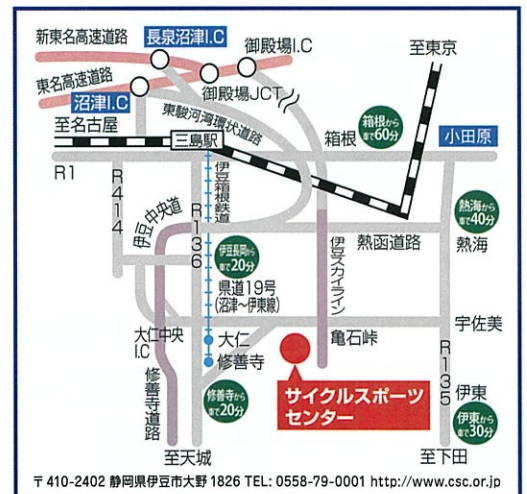 新東名高速道路
長泉沼津I.C
御殿場I.C
至東京
東名高速道路
沼津I.C
御殿場JCT
東駿河湾環状道路
至名古屋
三島駅
箱根
箱根から
車で60分
小田原
R1
R414
伊豆中央道
R136
伊豆箱根鉄道
伊豆長岡から
車で20分
県道19号
(沼津〜伊東線)
伊豆スカイライン
熱函道路
熱海から
車で40分
熱海
大仁中央
I.C
大仁
修善寺
亀石峠
宇佐美
R135
修善寺道路
修善寺から
車で20分
サイクルスポーツ
センター
伊東
伊東から
車で30分
至天城
至下田
〒410-2402 静岡県伊豆市大野 1826 TEL: 0558-79-0001 http://www.csc.or.jp